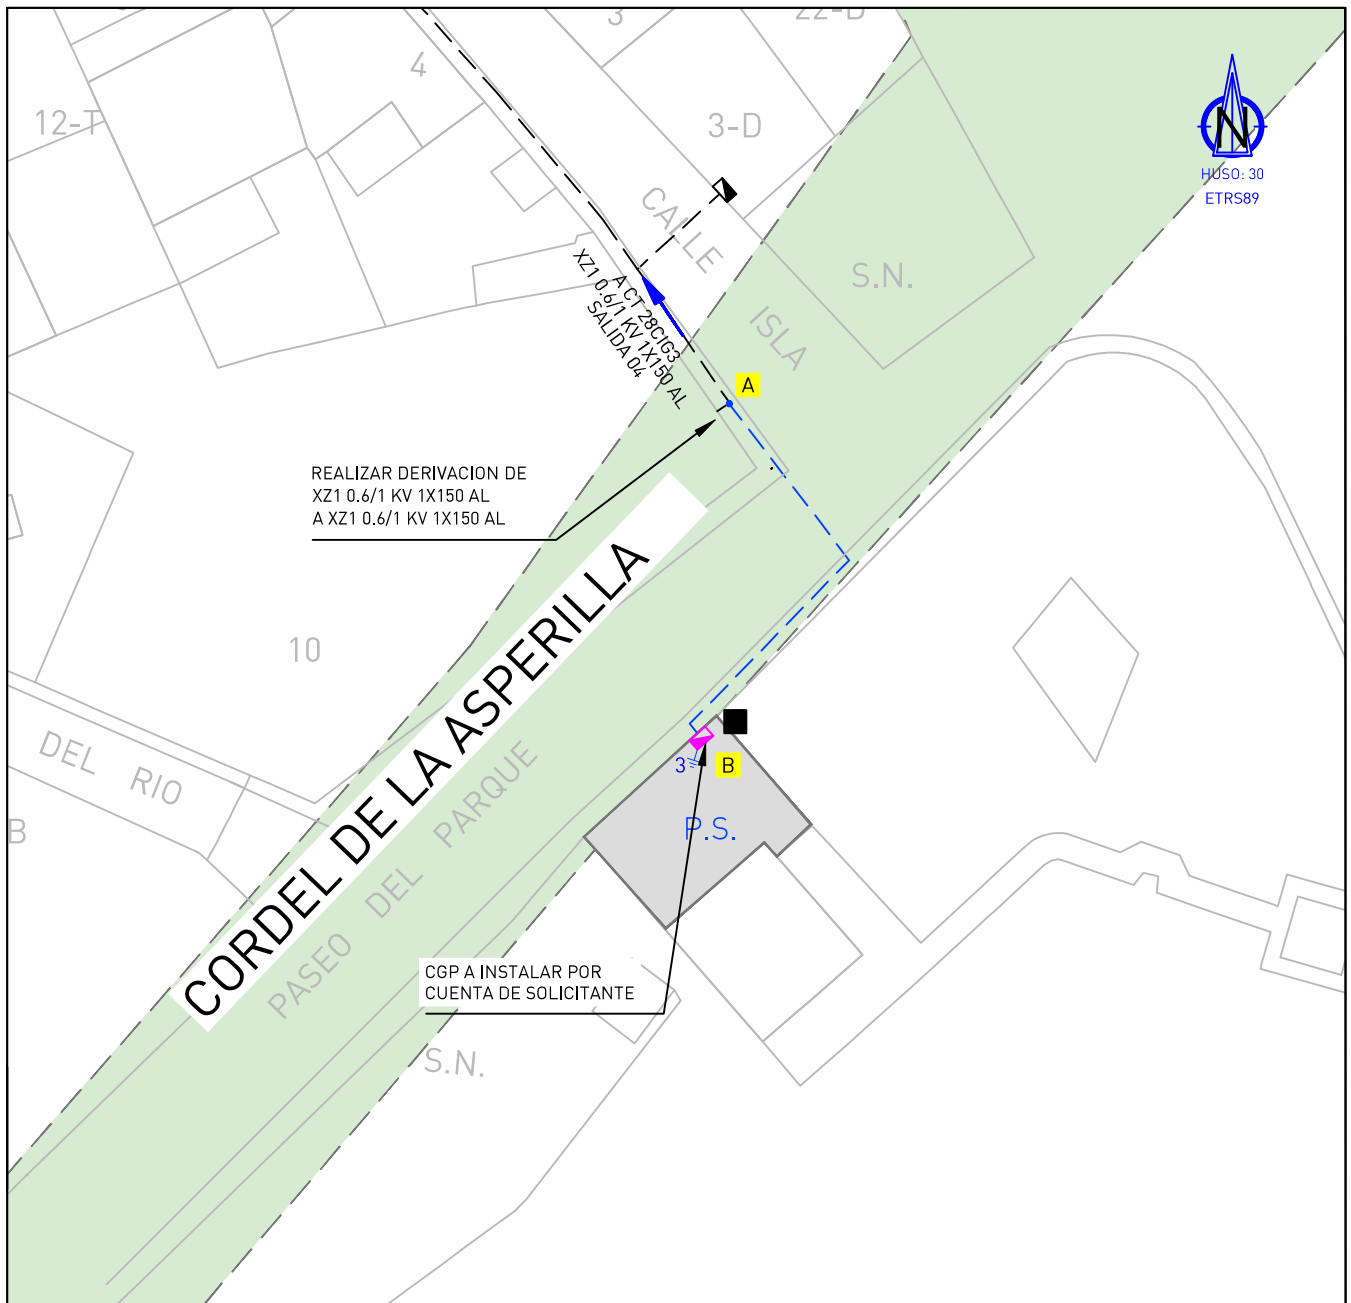 3
22-D
4
12-T
3-D
N
HUSO: 30
ETRS89
CALLE
ISLA
S.N.
A CT 28CIG3
XZ1 0.6/1 KV 1X150 AL
SALIDA 04
A
REALIZAR DERIVACION DE
XZ1 0.6/1 KV 1X150 AL
A XZ1 0.6/1 KV 1X150 AL
10
CORDEL DE LA ASPERILLA
DEL RIO
B
PASEO DEL PARQUE
3
B
P.S.
CGP A INSTALAR POR
CUENTA DE SOLICITANTE
S.N.